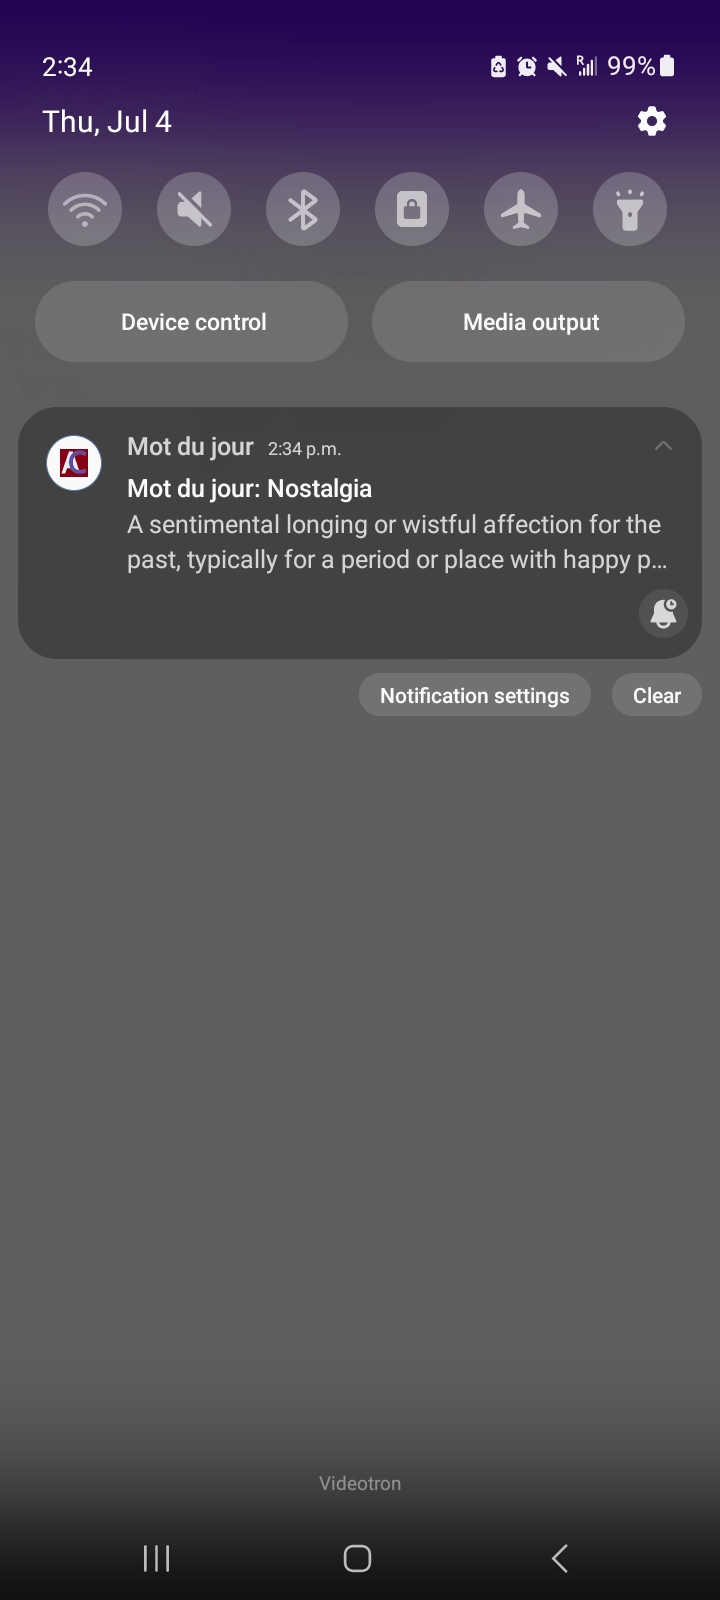 2:34
R
99%
Thu, Jul 4
Device control
Media output
AC
Mot du jour 2:34 p.m.
Mot du jour: Nostalgia
A sentimental longing or wistful affection for the
past, typically for a period or place with happy p...
Notification settings
Clear
Videotron